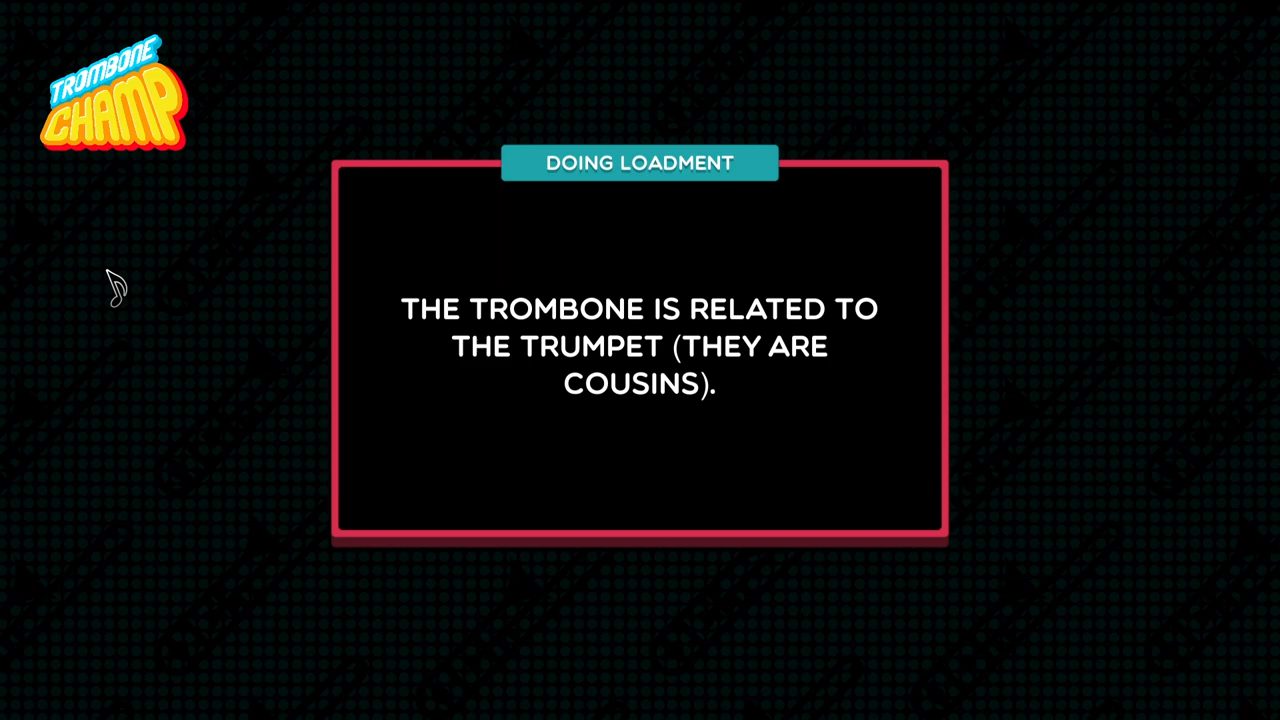 TROMBONE
CHAMP
DOING LOADMENT
THE TROMBONE IS RELATED TO
THE TRUMPET (THEY ARE
COUSINS).